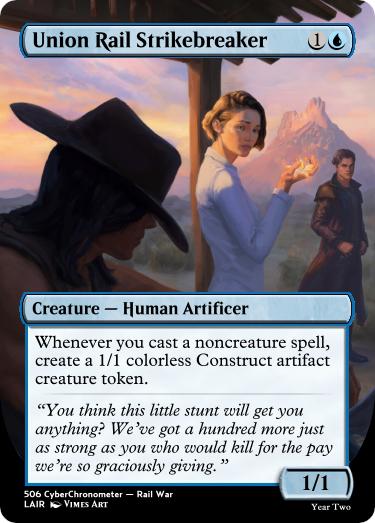 Union Rail Strikebreaker 1
Creature — Human Artificer
Whenever you cast a noncreature spell,
create a 1/1 colorless Construct artifact
creature token.
“You think this little stunt will get you
anything? We’ve got a hundred more just
as strong as you who would kill for the pay
we’re so graciously giving.”
1/1
506 CyberChronometer — Rail War
LAIR Vimes Art
Year Two